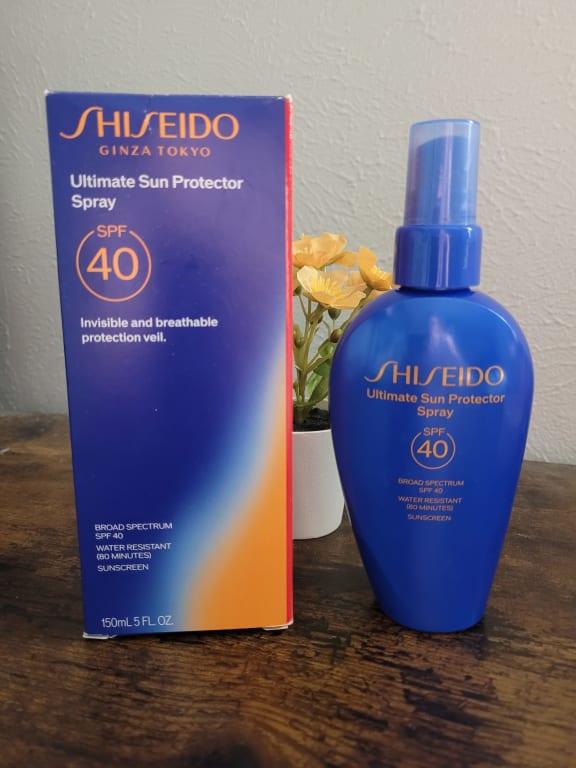 SHISEIDO
GINZA TOKYO
Ultimate Sun Protector
Spray
SPF
40
Invisible and breathable
protection veil.
BROAD SPECTRUM
SPF 40
WATER RESISTANT
(80 MINUTES)
SUNSCREEN
150mL 5 FL. OZ.
SHISEIDO
Ultimate Sun Protector
Spray
SPF
40
BROAD SPECTRUM
SPF 40
WATER RESISTANT
(80 MINUTES)
SUNSCREEN